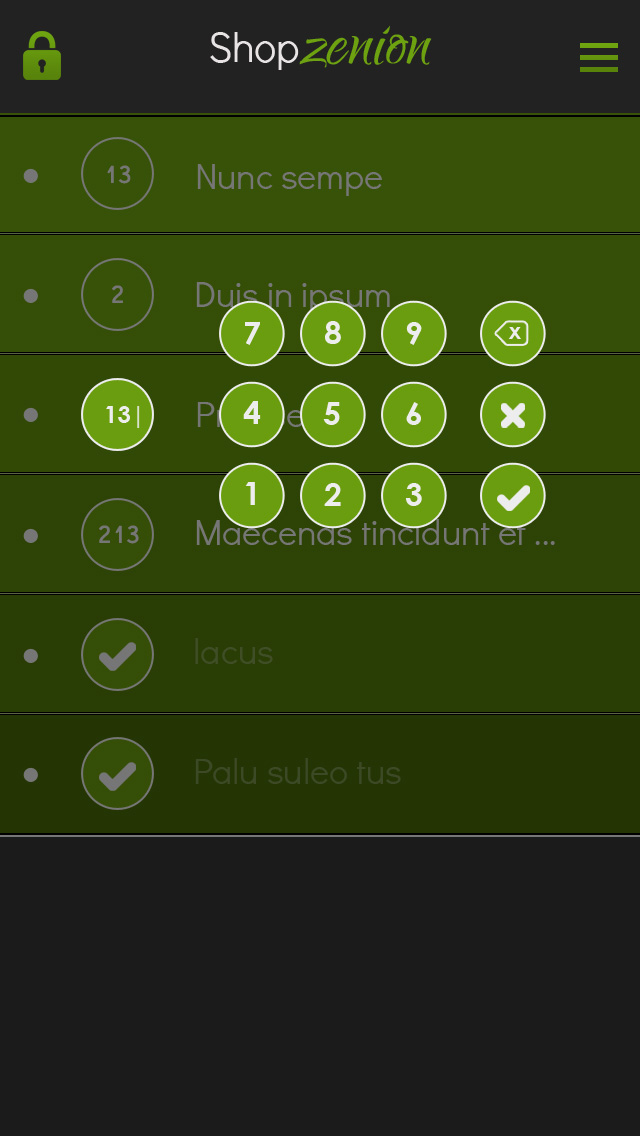 Shopzenion
13 Nunc sempe
2 Duis in ipsum
7 8 9 x
13|
4 5 6
1 2 3
213 Maecenas tincidunt et ...
lacus
Palu suleo tus